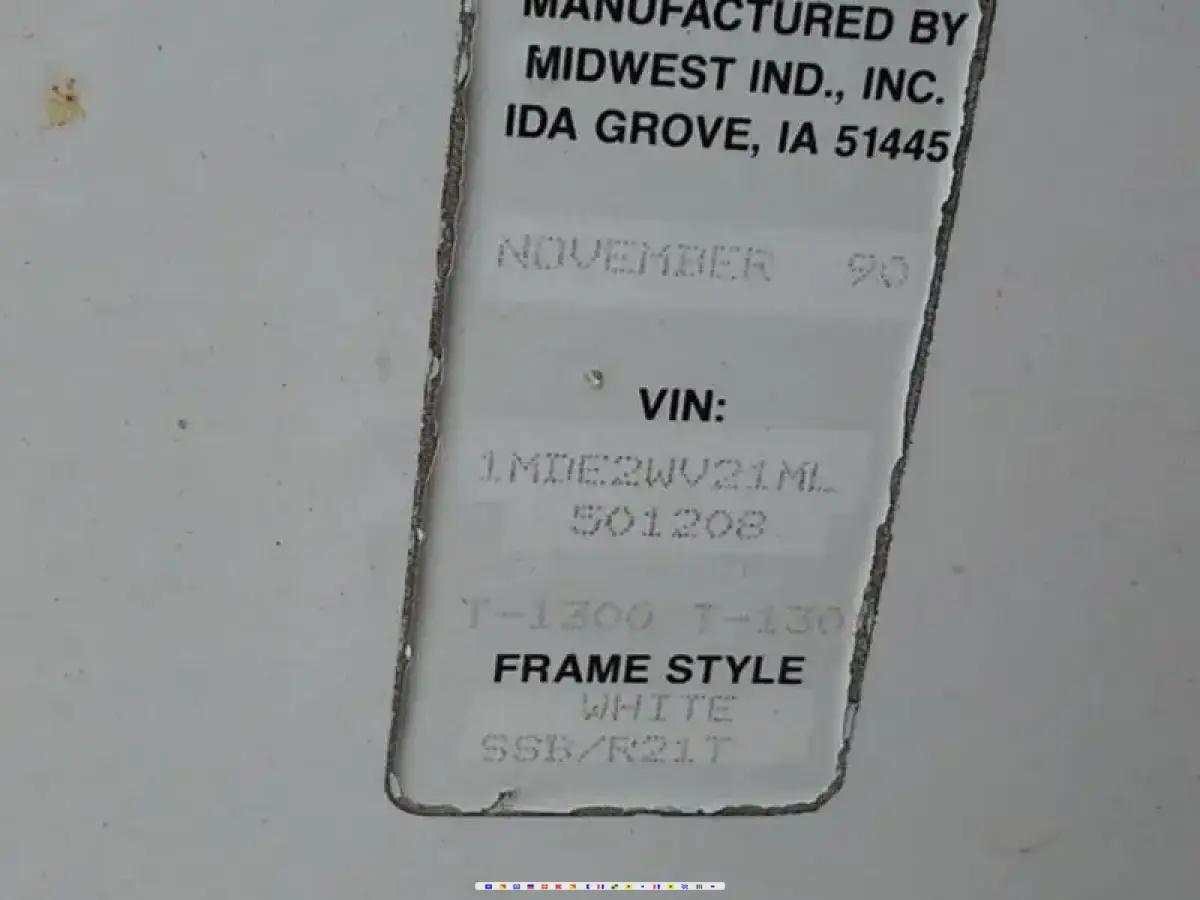 MANUFACTURED BY
MIDWEST IND., INC.
IDA GROVE, IA 51445
NOVEMBER 90
VIN:
1MDE2WV21ML
501208
T-1300 T-130
FRAME STYLE
WHITE
SSB/R21T